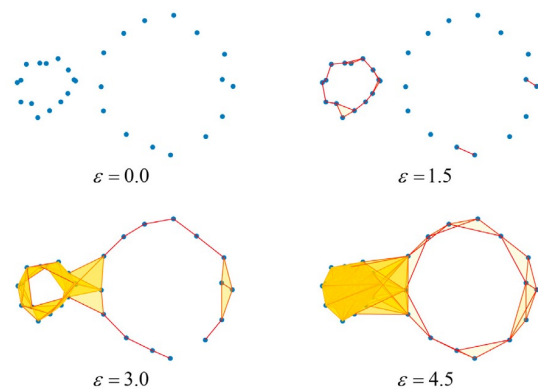 ε = 0.0
ε = 1.5
ε = 3.0
ε = 4.5